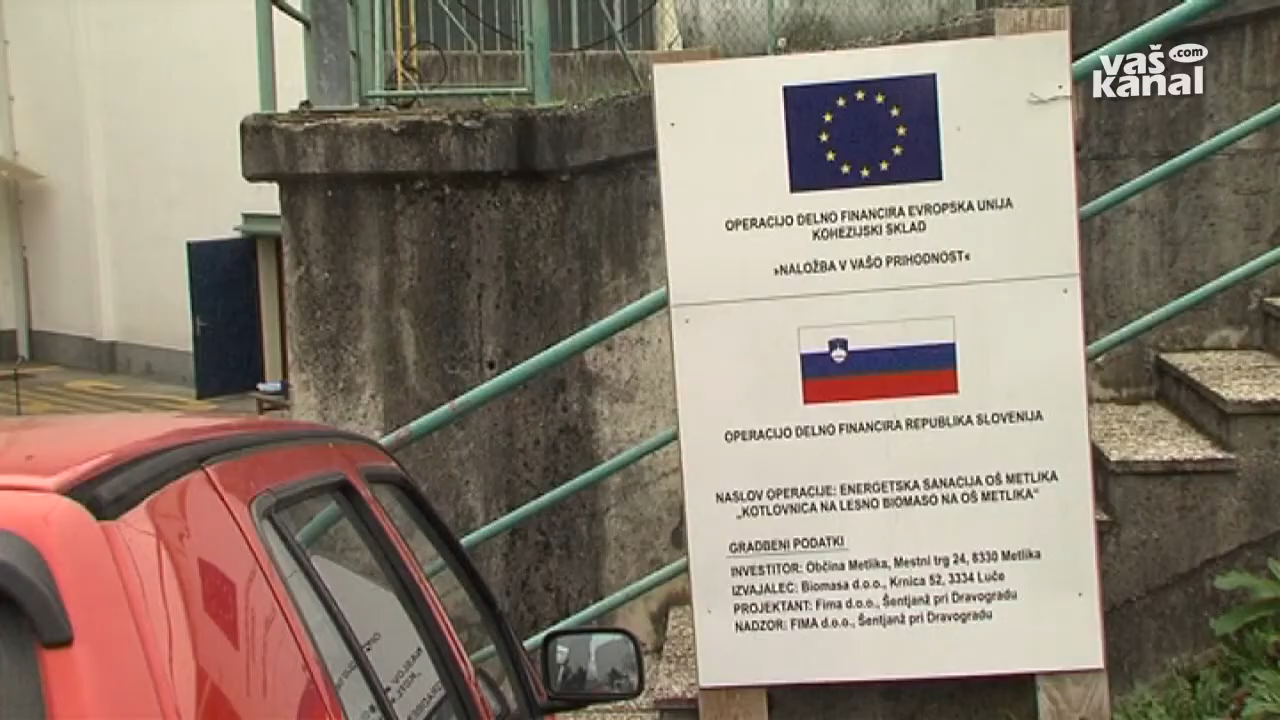 vaš.com
kanal
OPERACIJO DELNO FINANCIRA EVROPSKA UNIJA
KOHEZIJSKI SKLAD
»NALOŽBA V VAŠO PRIHODNOST«
OPERACIJO DELNO FINANCIRA REPUBLIKA SLOVENIJA
NASLOV OPERACIJE: ENERGETSKA SANACIJA OŠ METLIKA
„KOTLOVNICA NA LESNO BIOMASO NA OŠ METLIKA“
GRADBENI PODATKI
INVESTITOR: Občina Metlika, Mestni trg 24, 8330 Metlika
IZVAJALEC: Biomasa d.o.o., Krnica 52, 3334 Luče
PROJEKTANT: Fima d.o.o., Šentjanž pri Dravogradu
NADZOR: FIMA d.o.o., Šentjanž pri Dravogradu